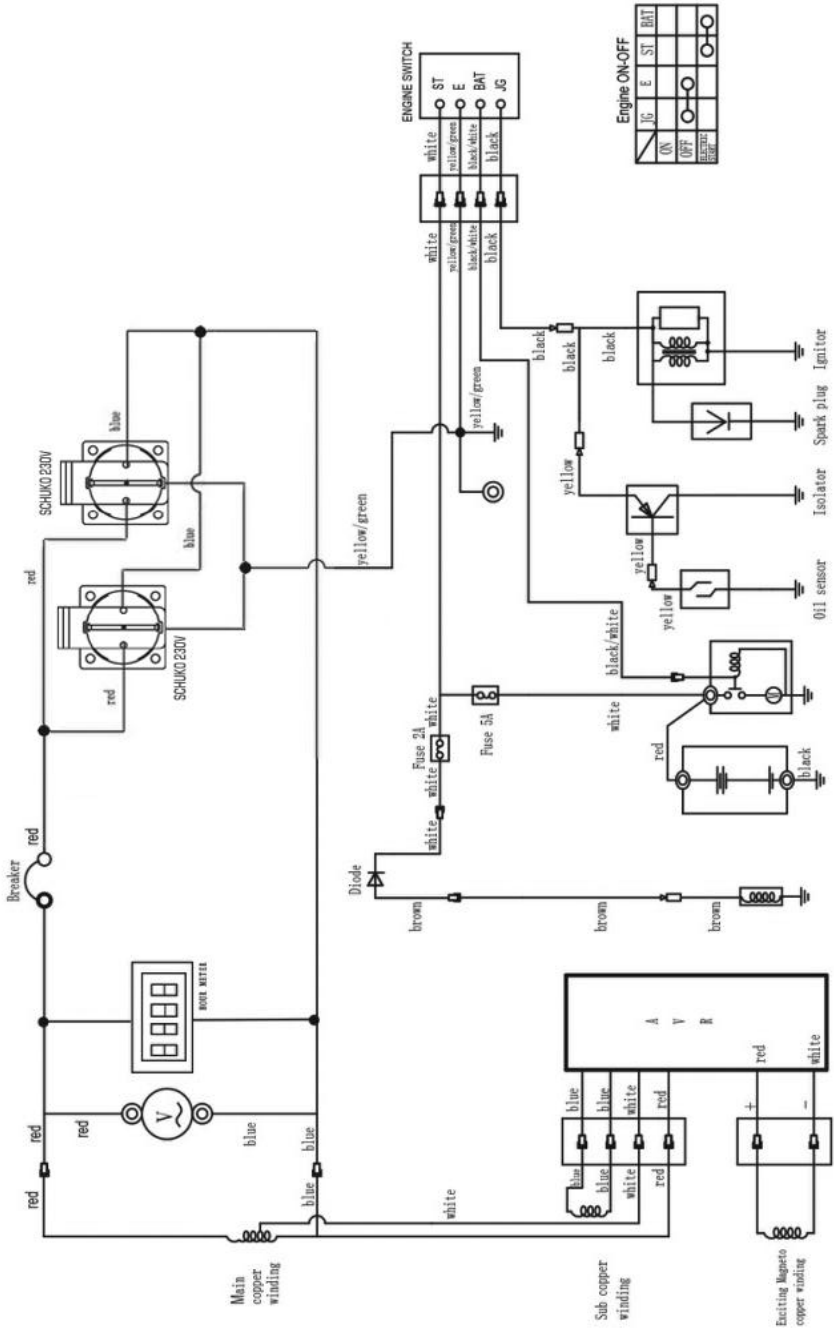 ENGINE SWITCH
ST
E
BAT
JG
white
yellow/green
black/white
black
white
yellow/green
black/white
black
Engine ON-OFF
JG
E
ST
BAT
ON
OFF
ELECTRIC START
SCHUKO 230V
blue
red
SCHUKO 230V
blue
red
yellow/green
yellow/green
black
black
black
Ignitor
Spark plug
yellow
Isolator
yellow
yellow
Oil sensor
black/white
white
Fuse 5A
white
Fuse 2A
white
white
red
black
Diode
brown
brown
brown
Breaker
red
HOUR METER
V
red
red
blue
blue
red
blue
white
Main
copper
winding
A V R
blue
blue
white
red
blue
blue
white
red
Sub copper
winding
red
white
+
-
Exciting Magneto
copper winding